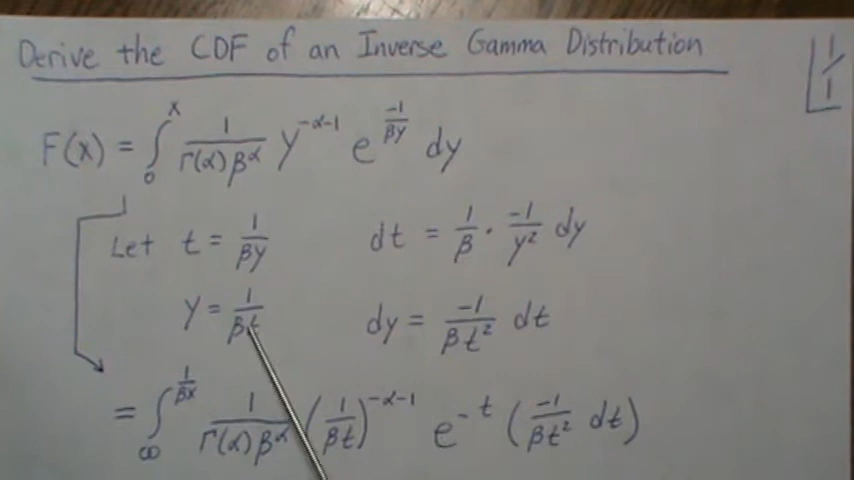 Derive the CDF of an Inverse Gamma Distribution
1/1
F(x) = ∫₀ˣ 1/(Γ(α)β^α) y^(-α-1) e^(-1/(βy)) dy
Let t = 1/(βy) dt = 1/β · -1/y² dy
y = 1/(βt) dy = -1/(βt²) dt
= ∫_∞^(1/(βx)) 1/(Γ(α)β^α) (1/(βt))^(-α-1) e^(-t) (-1/(βt²) dt)